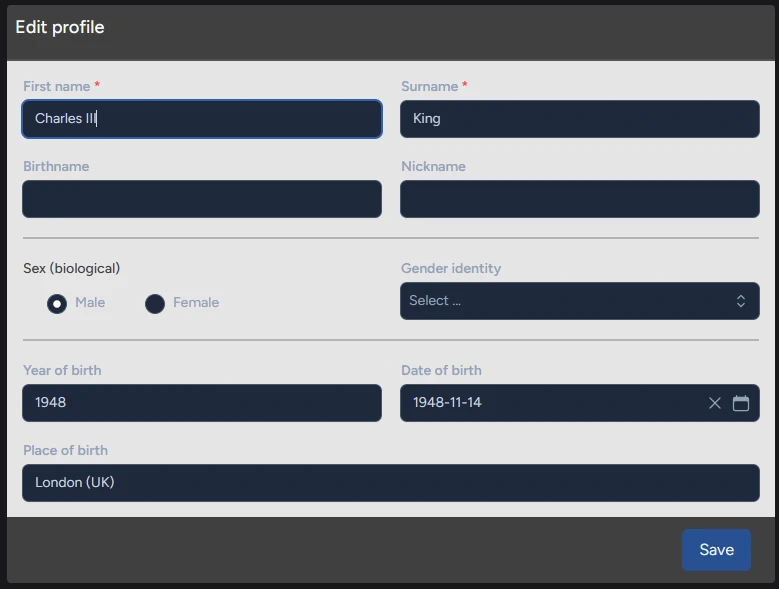 Edit profile
First name * Surname *
Charles III King
Birthname Nickname
Sex (biological) Gender identity
Male Female Select ...
Year of birth Date of birth
1948 1948-11-14
Place of birth
London (UK)
Save